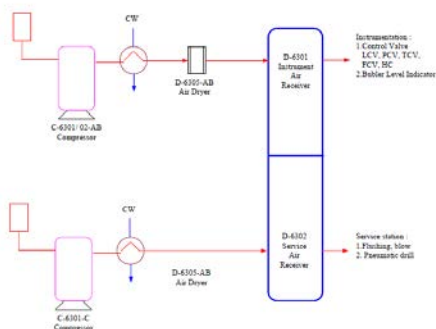 CW
D-6305-AB
Air Dryer
C-6301/ 02-AB
Compressor
D-6301
Instrument
Air
Receiver
Instrumentation :
1.Control Valve
LCV, PCV, TCV,
FCV, HC
2.Bubler Level Indicator
CW
D-6305-AB
Air Dryer
C-6301-C
Compressor
D-6302
Service
Air
Receiver
Service station :
1.Flushing, blow
2. Pneumatic drill